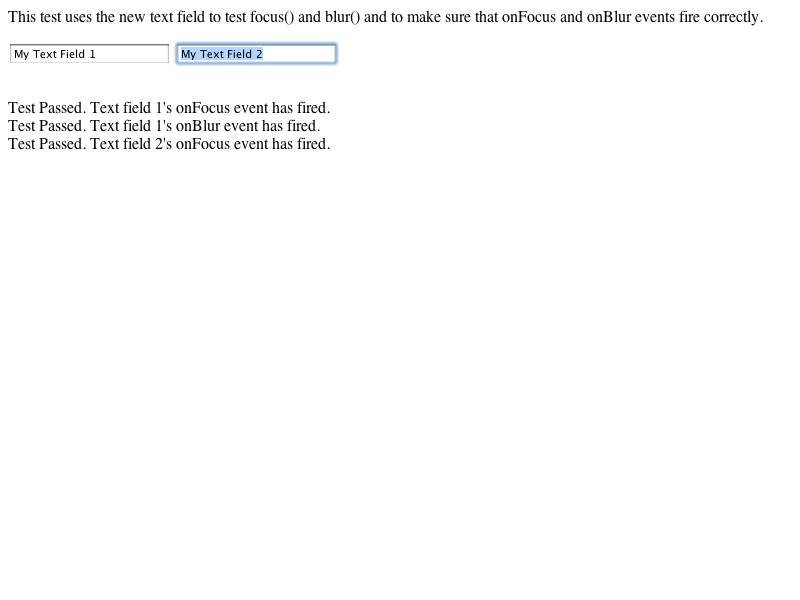 This test uses the new text field to test focus() and blur() and to make sure that onFocus and onBlur events fire correctly.
My Text Field 1 My Text Field 2
Test Passed. Text field 1's onFocus event has fired.
Test Passed. Text field 1's onBlur event has fired.
Test Passed. Text field 2's onFocus event has fired.